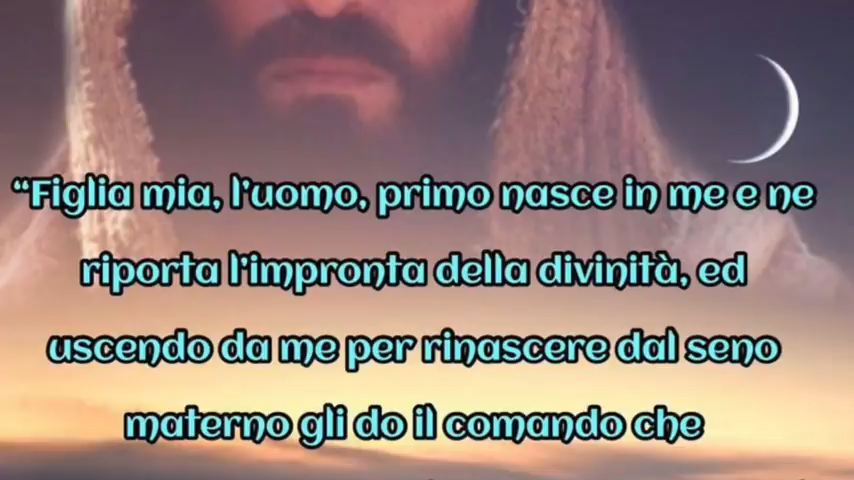 “Figlia mia, l'uomo, primo nasce in me e ne
riporta l'impronta della divinità, ed
uscendo da me per rinascere dal seno
materno gli do il comando che